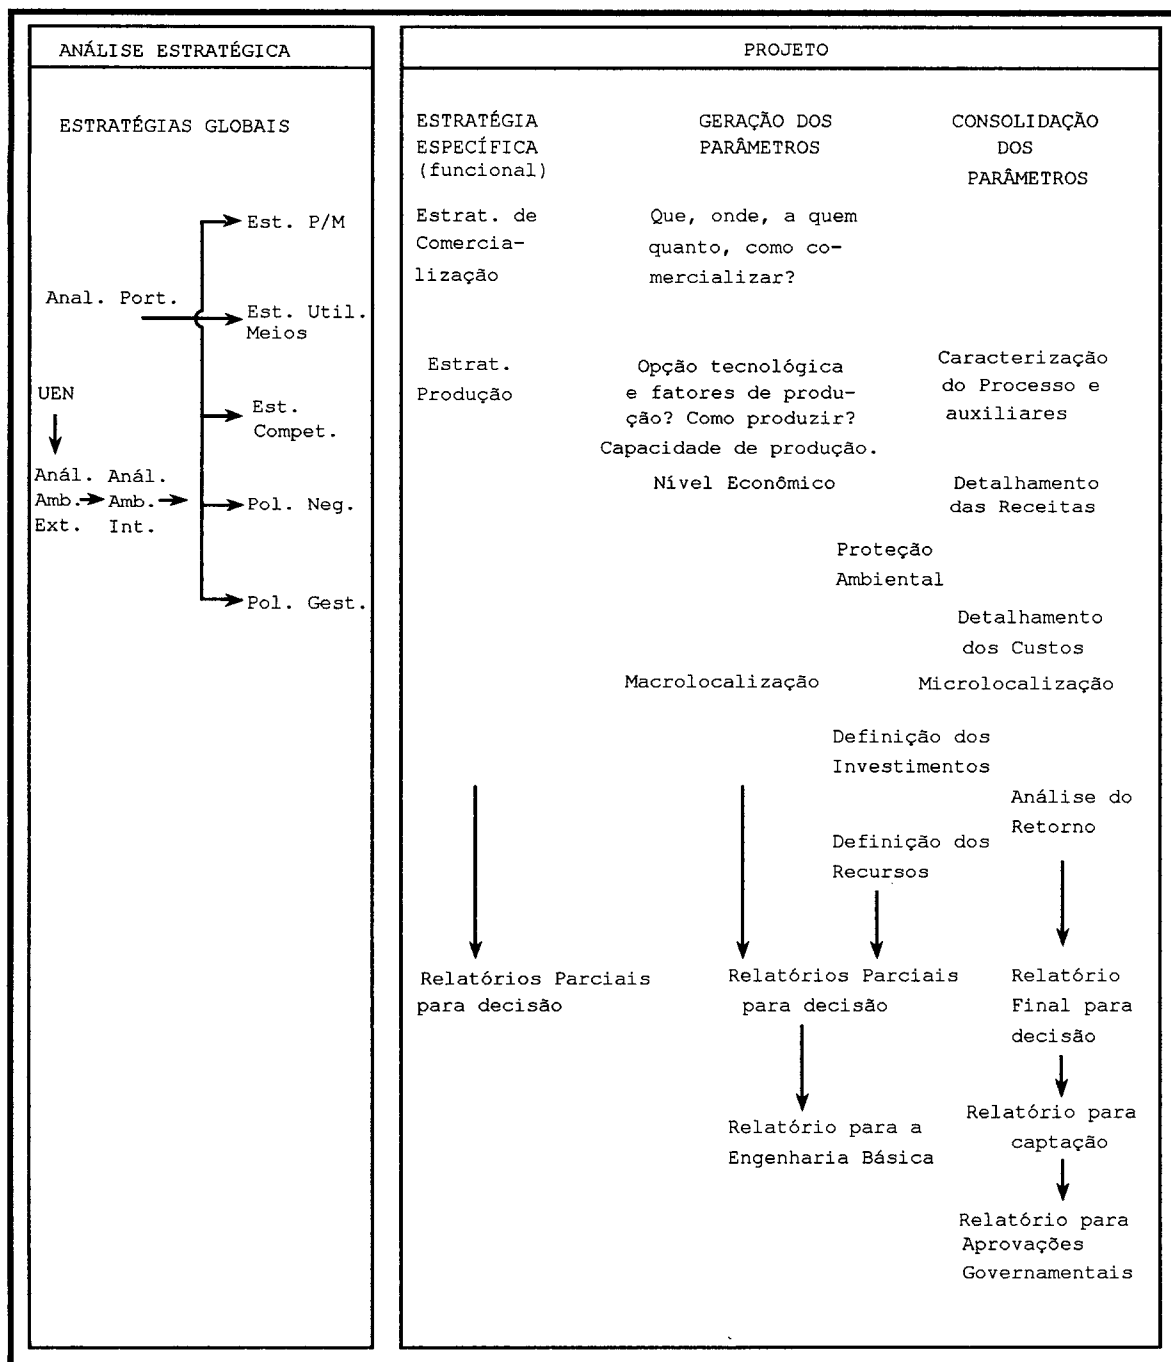 ANÁLISE ESTRATÉGICA
ESTRATÉGIAS GLOBAIS
Est. P/M
Anal. Port.
Est. Util.
Meios
UEN
Est.
Compet.
Anál. Anál.
Amb. Amb.
Ext. Int.
Pol. Neg.
Pol. Gest.
PROJETO
ESTRATÉGIA
ESPECÍFICA
(funcional)
GERAÇÃO DOS
PARÂMETROS
CONSOLIDAÇÃO
DOS
PARÂMETROS
Estrat. de
Comercia-
lização
Que, onde, a quem
quanto, como co-
mercializar?
Estrat.
Produção
Opção tecnológica
e fatores de produ-
ção? Como produzir?
Capacidade de produção.
Caracterização
do Processo e
auxiliares
Nível Econômico
Detalhamento
das Receitas
Proteção
Ambiental
Detalhamento
dos Custos
Macrolocalização
Microlocalização
Definição dos
Investimentos
Análise do
Retorno
Definição dos
Recursos
Relatórios Parciais
para decisão
Relatórios Parciais
para decisão
Relatório
Final para
decisão
Relatório para a
Engenharia Básica
Relatório para
captação
Relatório para
Aprovações
Governamentais